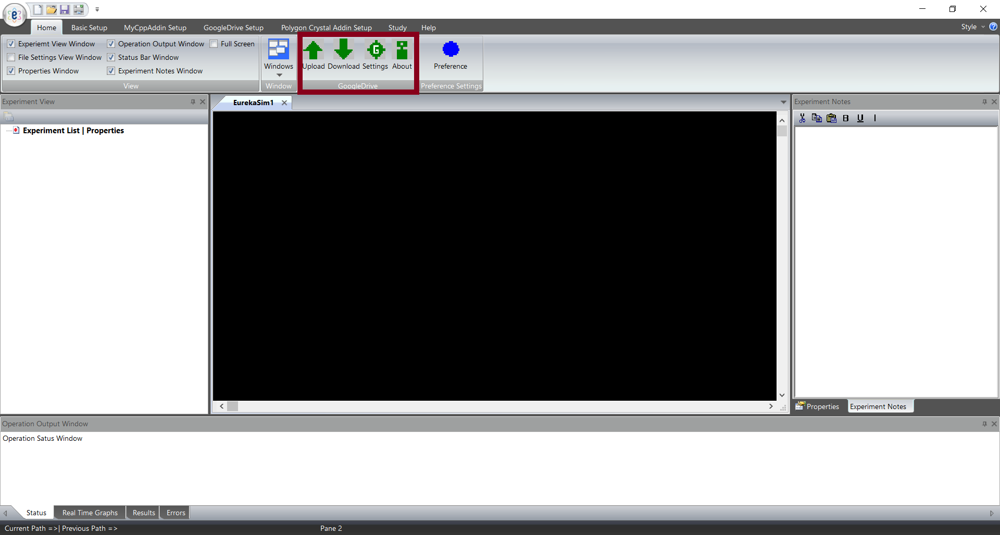 Home Basic Setup MyCppAddin Setup GoogleDrive Setup Polygon Crystal Addin Setup Study Help Style
Experiemt View Window Operation Output Window Full Screen
File Settings View Window Status Bar Window
Properties Window Experiment Notes Window
View
Windows
Window
Upload Download Settings About
GoogleDrive
Preference
Preference Settings
Experiment View
Experiment List | Properties
EurekaSim1
Experiment Notes
B U I
Properties Experiment Notes
Operation Output Window
Operation Satus Window
Status Real Time Graphs Results Errors
Current Path =>| Previous Path => Pane 2